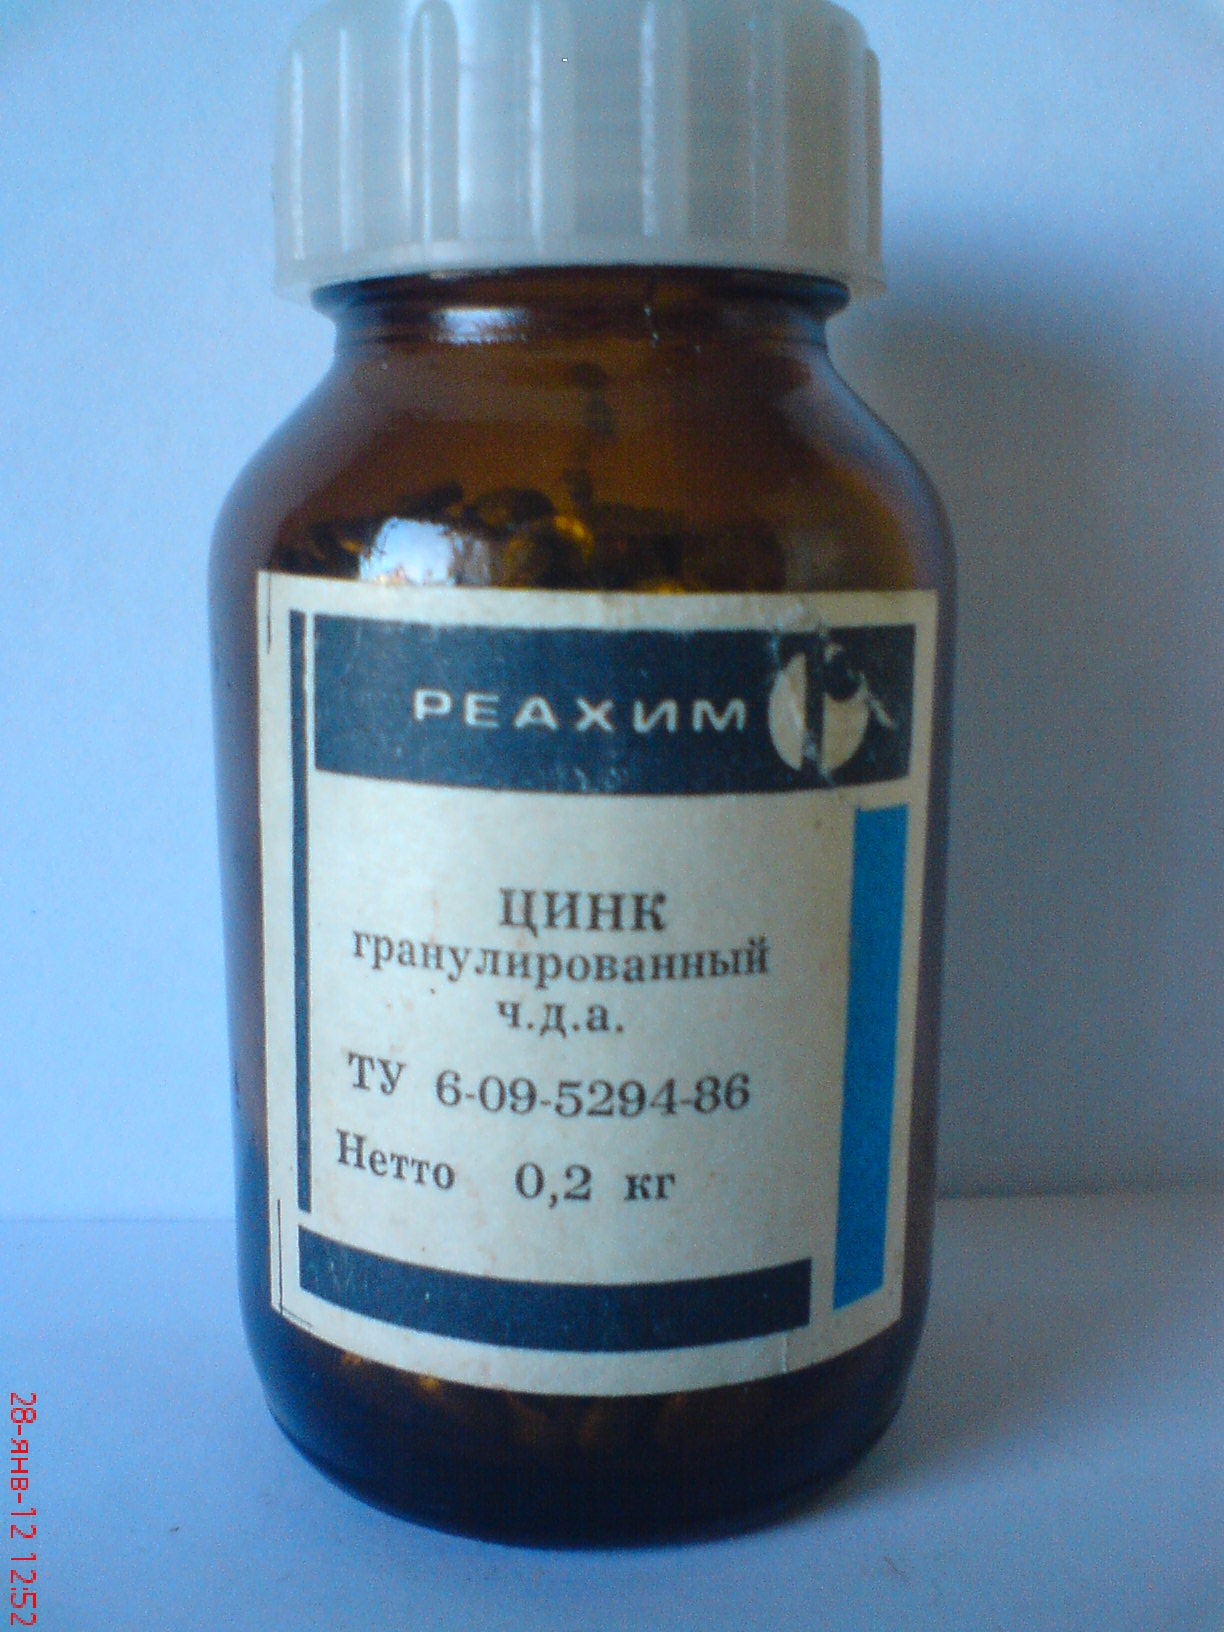 РЕАХИМ
ЦИНК
гранулированный
ч.д.а.
ТУ 6-09-5294-86
Нетто 0,2 кг
28-ЯНВ-12 12:52